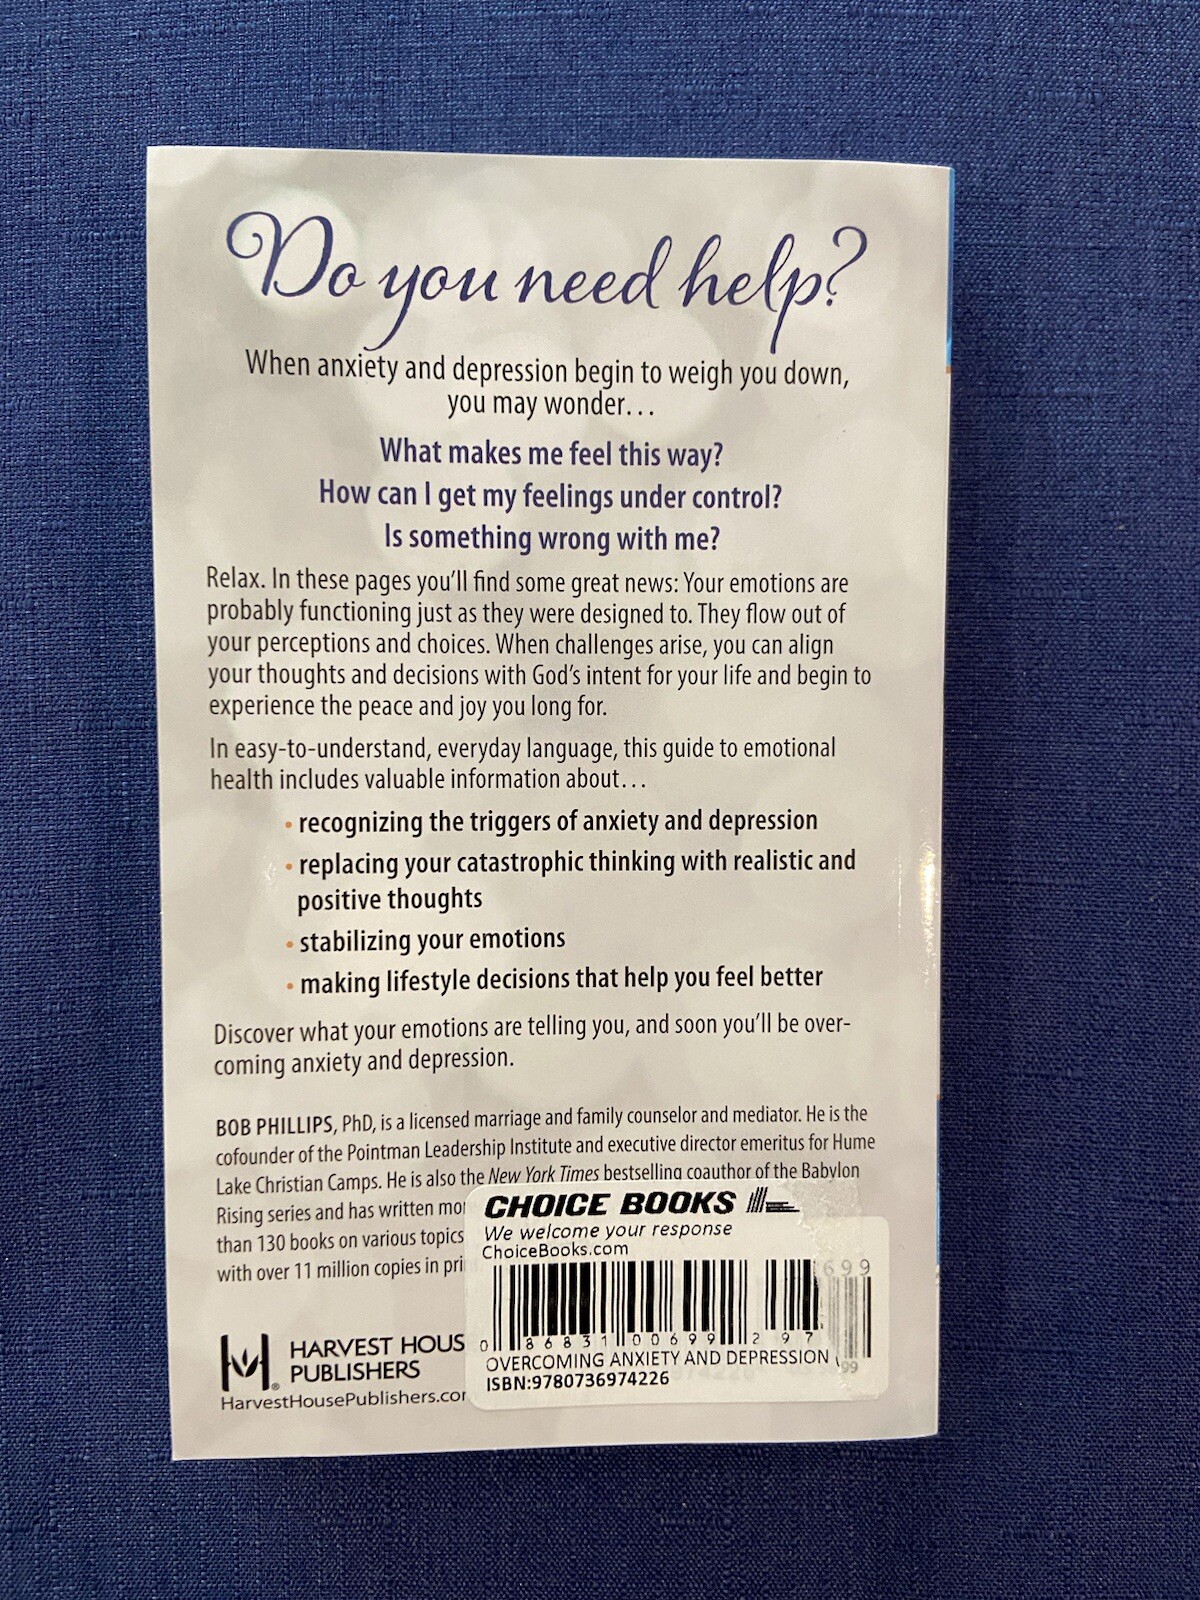 Do you need help?
When anxiety and depression begin to weigh you down,
you may wonder...
What makes me feel this way?
How can I get my feelings under control?
Is something wrong with me?
Relax. In these pages you'll find some great news: Your emotions are
probably functioning just as they were designed to. They flow out of
your perceptions and choices. When challenges arise, you can align
your thoughts and decisions with God's intent for your life and begin to
experience the peace and joy you long for.
In easy-to-understand, everyday language, this guide to emotional
health includes valuable information about...
• recognizing the triggers of anxiety and depression
• replacing your catastrophic thinking with realistic and
positive thoughts
• stabilizing your emotions
• making lifestyle decisions that help you feel better
Discover what your emotions are telling you, and soon you'll be over-
coming anxiety and depression.
BOB PHILLIPS, PhD, is a licensed marriage and family counselor and mediator. He is the
cofounder of the Pointman Leadership Institute and executive director emeritus for Hume
Lake Christian Camps. He is also the New York Times bestselling coauthor of the Babylon
Rising series and has written mo
than 130 books on various topics
with over 11 million copies in pri
HARVEST HOUS
PUBLISHERS
®
HarvestHousePublishers.co
CHOICE BOOKS
We welcome your response
ChoiceBooks.com
699
0 86831 00699 2 97
OVERCOMING ANXIETY AND DEPRESSION
99
ISBN:9780736974226